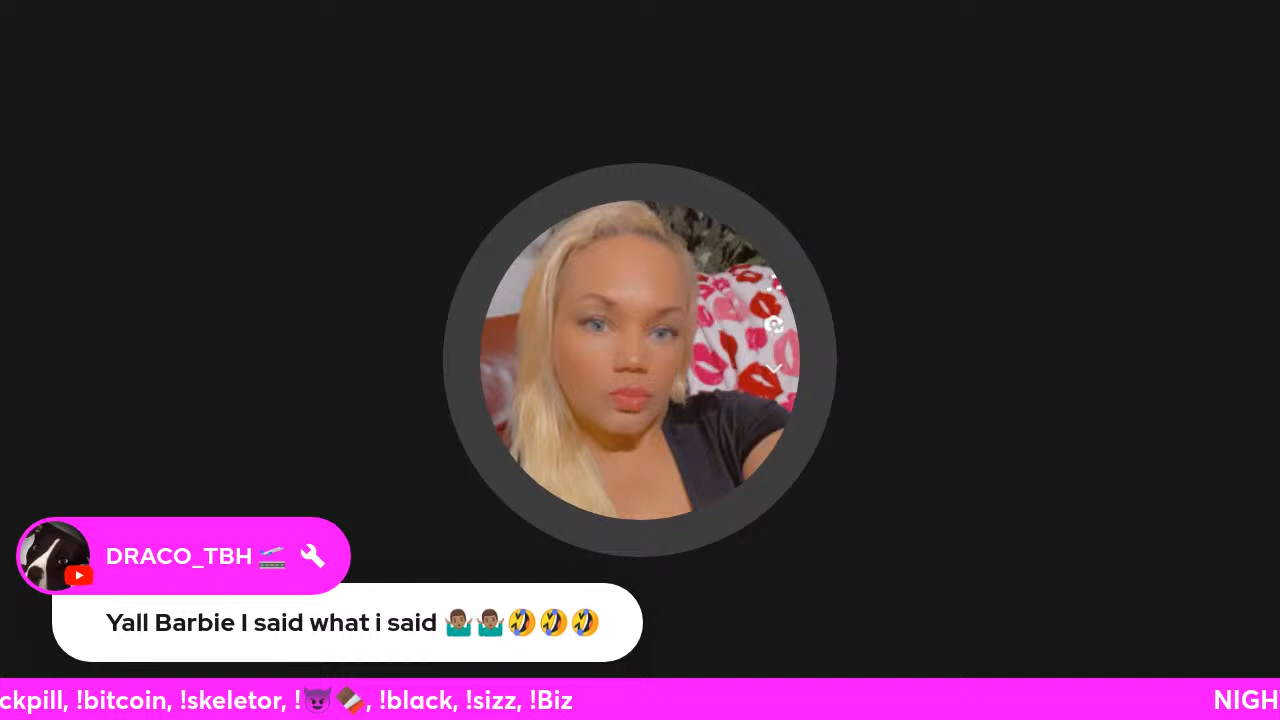 DRACO_TBH
Yall Barbie I said what i said 🤷🏽‍♂️🤷🏽‍♂️🤣🤣🤣
ckpill, !bitcoin, !skeletor, !😈🍫, !black, !sizz, !Biz NIGH